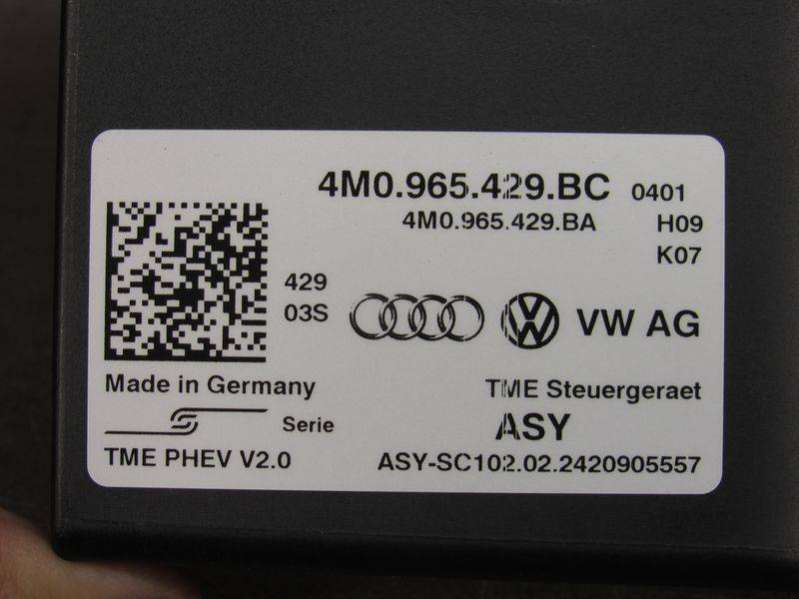 4M0.965.429.BC 0401
4M0.965.429.BA H09
K07
429
03S
VW AG
Made in Germany
TME Steuergeraet
Serie
ASY
TME PHEV V2.0
ASY-SC102.02.2420905557